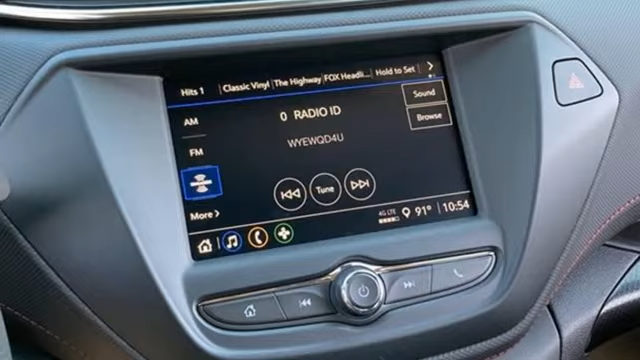 Hits 1 Classic Vinyl The Highway FOX Headli... Hold to Set
AM
0 RADIO ID
Sound
FM
WYEWQD4U
Browse
Tune
More
4G LTE 91° 10:54